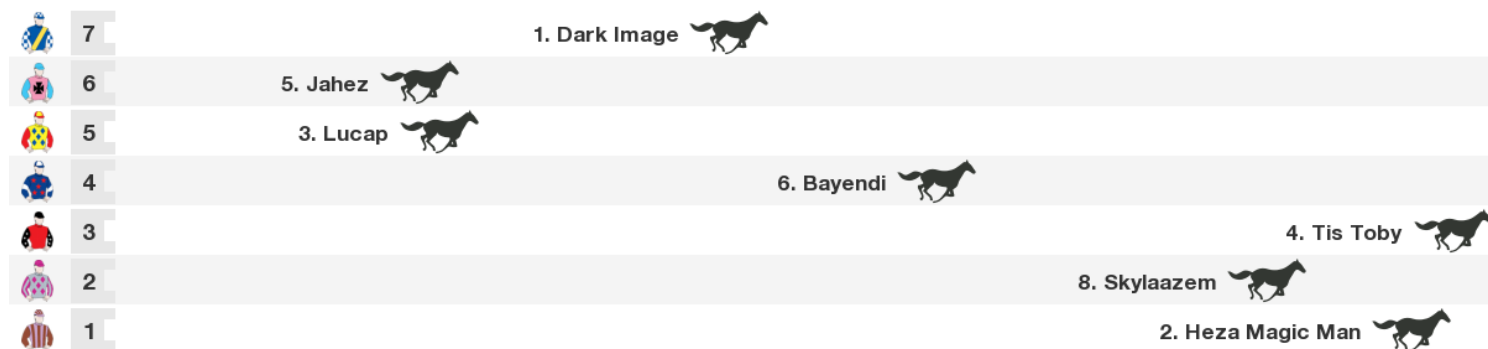 7 1. Dark Image
6 5. Jahez
5 3. Lucap
4 6. Bayendi
3 4. Tis Toby
2 8. Skylaazem
1 2. Heza Magic Man